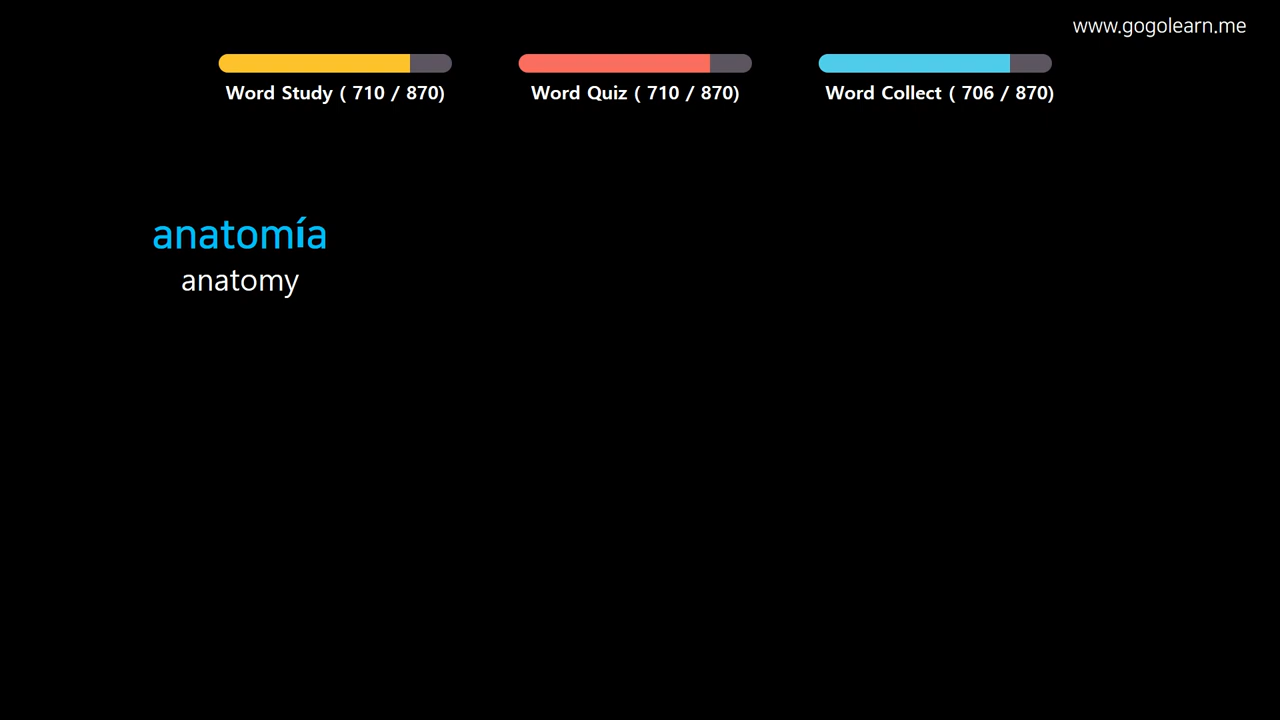 www.gogolearn.me
Word Study ( 710 / 870)
Word Quiz ( 710 / 870)
Word Collect ( 706 / 870)
anatomía
anatomy